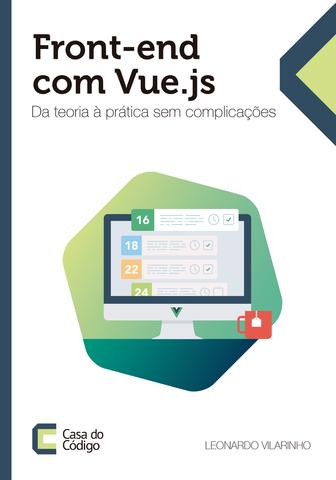 Front-end
com Vue.js
Da teoria à prática sem complicações
16
18
22
24
Casa do
Código
LEONARDO VILARINHO